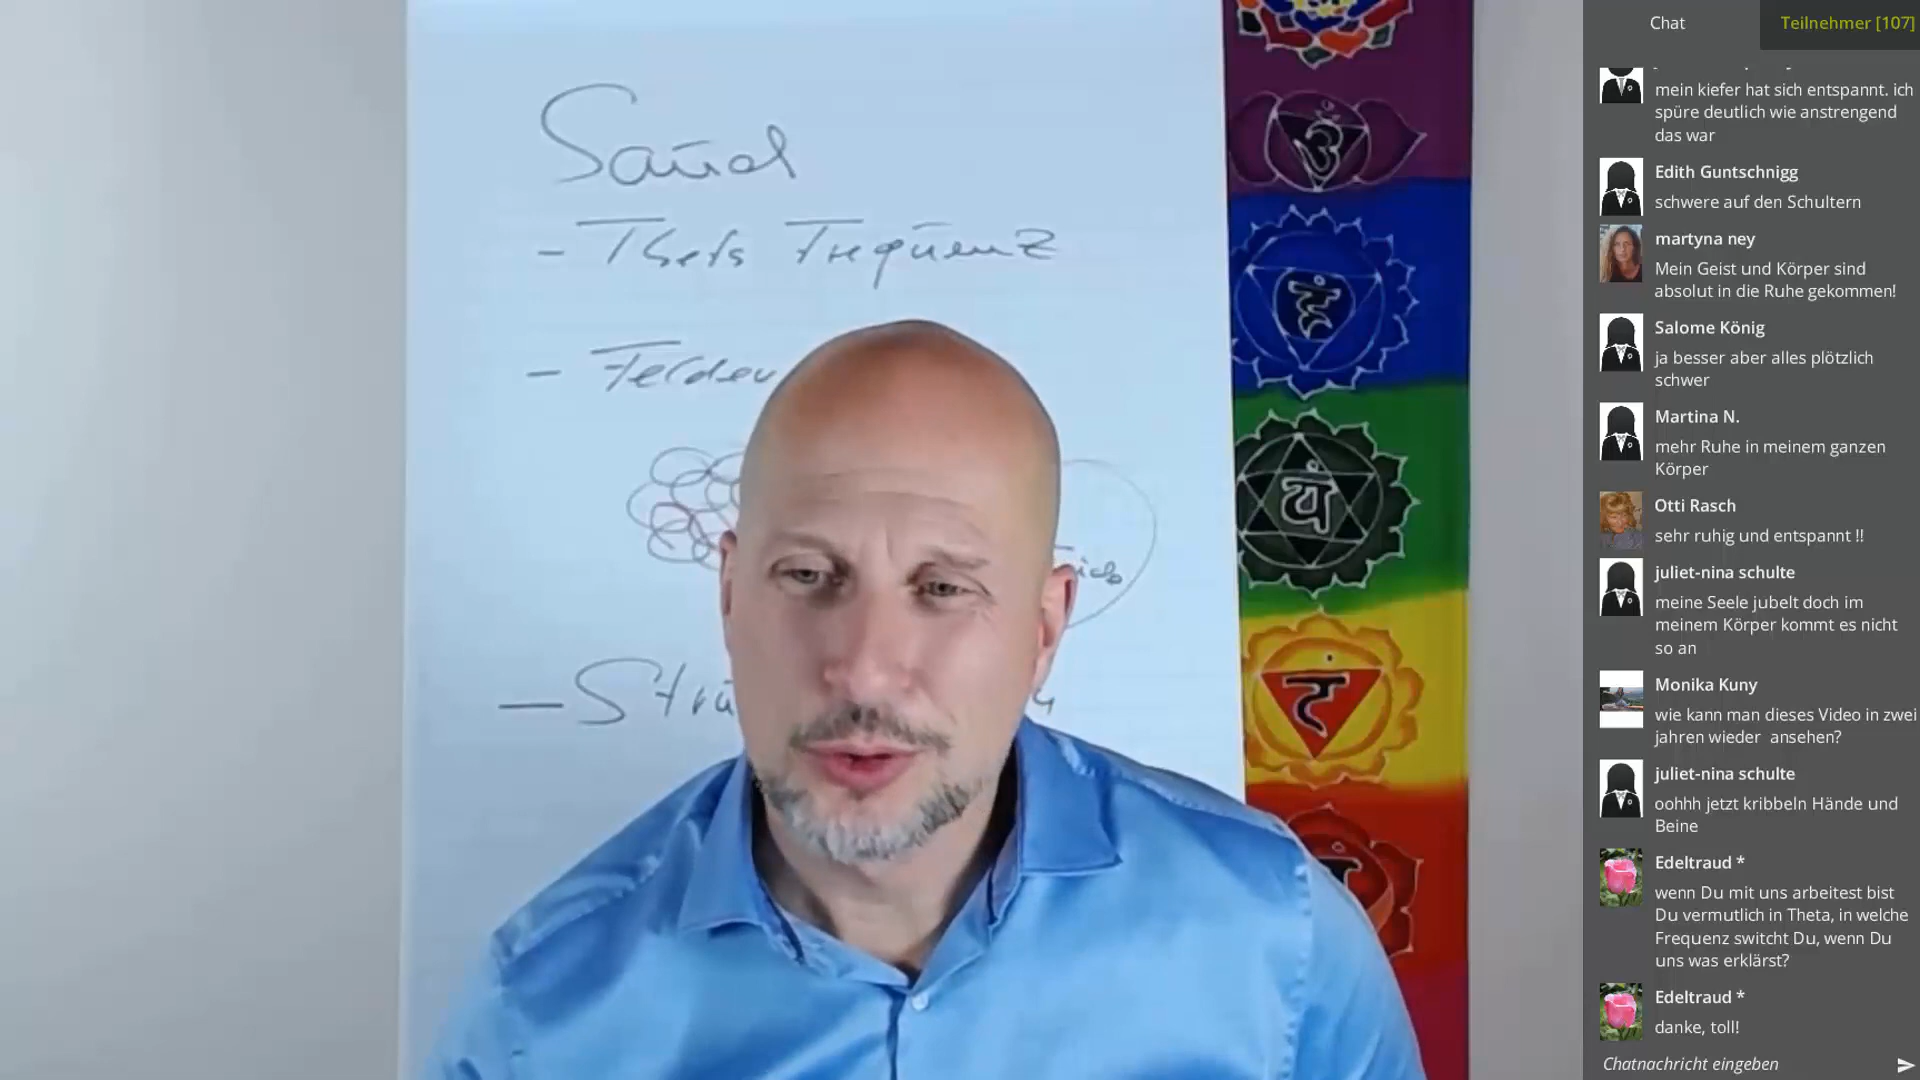 Sound
- Theta Frequenz
Chat
Teilnehmer [107]
mein kiefer hat sich entspannt. ich
spüre deutlich wie anstrengend
das war
Edith Guntschnigg
schwere auf den Schultern
martyna ney
Mein Geist und Körper sind
absolut in die Ruhe gekommen!
Salome König
ja besser aber alles plötzlich
schwer
Martina N.
mehr Ruhe in meinem ganzen
Körper
Otti Rasch
sehr ruhig und entspannt !!
juliet-nina schulte
meine Seele jubelt doch im
meinem Körper kommt es nicht
so an
Monika Kuny
wie kann man dieses Video in zwei
jahren wieder ansehen?
juliet-nina schulte
oohhh jetzt kribbeln Hände und
Beine
Edeltraud *
wenn Du mit uns arbeitest bist
Du vermutlich in Theta, in welche
Frequenz switcht Du, wenn Du
uns was erklärst?
Edeltraud *
danke, toll!
Chatnachricht eingeben